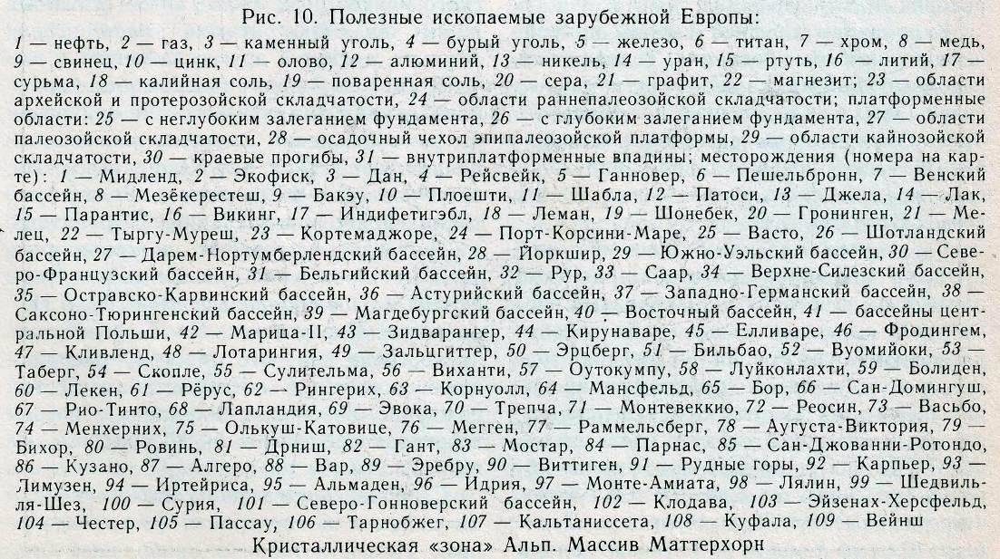 Рис. 10. Полезные ископаемые зарубежной Европы:
1 — нефть, 2 — газ, 3 — каменный уголь, 4 — бурый уголь, 5 — железо, 6 — титан, 7 — хром, 8 — медь,
9 — свинец, 10 — цинк, 11 — олово, 12 — алюминий, 13 — никель, 14 — уран, 15 — ртуть, 16 — литий, 17 —
сурьма, 18 — калийная соль, 19 — поваренная соль, 20 — сера, 21 — графит, 22 — магнезит; 23 — области
архейской и протерозойской складчатости, 24 — области раннепалеозойской складчатости; платформенные
области: 25 — с неглубоким залеганием фундамента, 26 — с глубоким залеганием фундамента, 27 — области
палеозойской складчатости, 28 — осадочный чехол эпипалеозойской платформы, 29 — области кайнозойской
складчатости, 30 — краевые прогибы, 31 — внутриплатформенные впадины; месторождения (номера на кар-
те): 1 — Мидленд, 2 — Экофиск, 3 — Дан, 4 — Рейсвейк, 5 — Ганновер, 6 — Пешельбронн, 7 — Венский
бассейн, 8 — Мезёкерестеш, 9 — Бакэу, 10 — Плоешти, 11 — Шабла, 12 — Патоси, 13 — Джела, 14 — Лак,
15 — Парантис, 16 — Викинг, 17 — Индифетигэбл, 18 — Леман, 19 — Шонебек, 20 — Гронинген, 21 — Ме-
лец, 22 — Тыргу-Муреш, 23 — Кортемаджоре, 24 — Порт-Корсини-Маре, 25 — Васто, 26 — Шотландский
бассейн, 27 — Дарем-Нортумберлендский бассейн, 28 — Йоркшир, 29 — Южно-Уэльский бассейн, 30 — Севе-
ро-Французский бассейн, 31 — Бельгийский бассейн, 32 — Рур, 33 — Саар, 34 — Верхне-Силезский бассейн,
35 — Остравско-Карвинский бассейн, 36 — Астурийский бассейн, 37 — Западно-Германский бассейн, 38 —
Саксоно-Тюрингенский бассейн, 39 — Магдебургский бассейн, 40 — Восточный бассейн, 41 — бассейны цент-
ральной Польши, 42 — Марица-II, 43 — Зидварангер, 44 — Кирунаваре, 45 — Елливаре, 46 — Фродингем,
47 — Кливленд, 48 — Лотарингия, 49 — Зальцгиттер, 50 — Эрцберг, 51 — Бильбао, 52 — Вуомийоки, 53 —
Таберг, 54 — Скопле, 55 — Сулительма, 56 — Виханти, 57 — Оутокумпу, 58 — Луйконлахти, 59 — Болиден,
60 — Лекен, 61 — Рёрус, 62 — Рингерих, 63 — Корнуолл, 64 — Мансфельд, 65 — Бор, 66 — Сан-Домингуш,
67 — Рио-Тинто, 68 — Лапландия, 69 — Эвока, 70 — Трепча, 71 — Монтевеккио, 72 — Реосин, 73 — Васьбо,
74 — Менхерних, 75 — Олькуш-Катовице, 76 — Мегген, 77 — Раммельсберг, 78 — Аугуста-Виктория, 79 —
Бихор, 80 — Ровинь, 81 — Дрниш, 82 — Гант, 83 — Мостар, 84 — Парнас, 85 — Сан-Джованни-Ротондо,
86 — Кузано, 87 — Алгеро, 88 — Вар, 89 — Эребру, 90 — Виттиген, 91 — Рудные горы, 92 — Карпьер, 93 —
Лимузен, 94 — Иртейриса, 95 — Альмаден, 96 — Идрия, 97 — Монте-Амиата, 98 — Лялин, 99 — Шедвиль-
ля-Шез, 100 — Сурия, 101 — Северо-Гонноверский бассейн, 102 — Клодава, 103 — Эйзенах-Херсфельд,
104 — Честер, 105 — Пассау, 106 — Тарнобжег, 107 — Кальтаниссета, 108 — Куфала, 109 — Вейнш
Кристаллическая «зона» Альп. Массив Маттерхорн